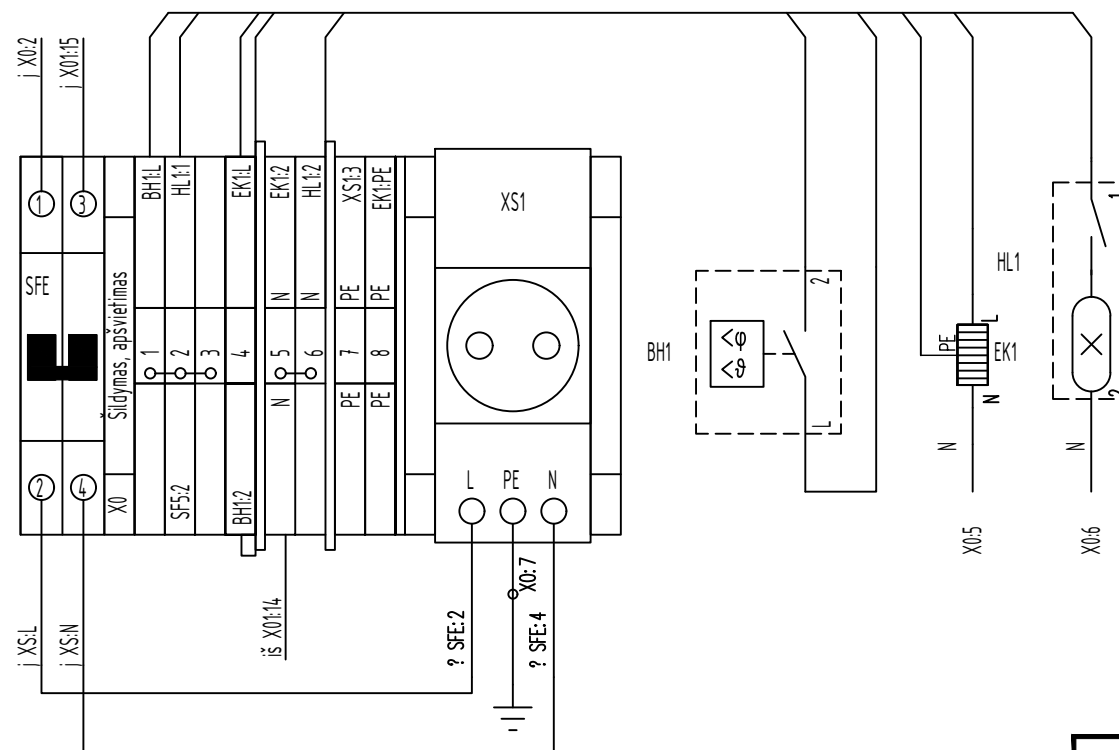 į X0:2
į X01:15
1
3
SFE
2
4
Šildymas, apšvietimas
X0
BH1:L
HL1:1
EK1:L
EK1:2
HL1:2
XS1:3
EK1:PE
N
N
PE
PE
1
2
3
4
5
6
7
8
N
PE
PE
SF5:2
BH1:2
XS1
L
PE
N
į XS:L
į XS:N
iš X01:14
? SFE:2
X0:7
? SFE:4
BH1
<φ
<ϑ
2
L
PE
L
EK1
N
N
X0:5
HL1
1
2
N
X0:6